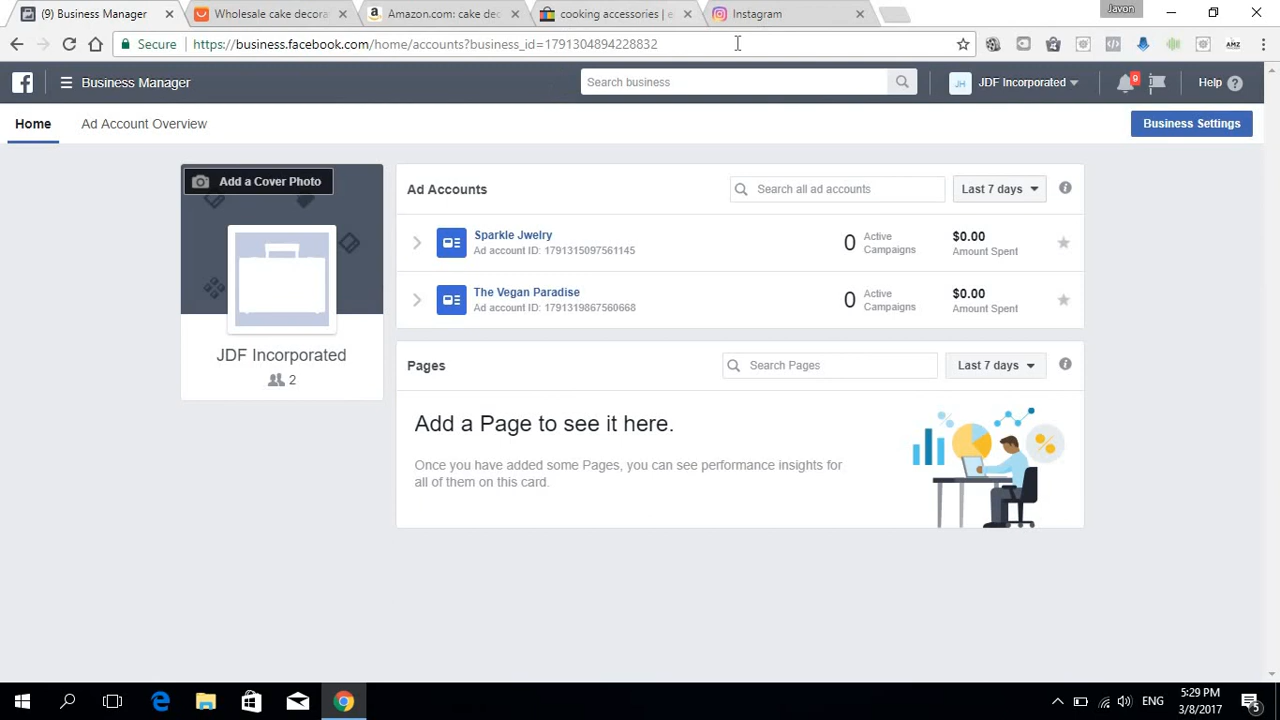 Javon
(9) Business Manager
Wholesale cake decora
Amazon.com: cake dec
cooking accessories | e
Instagram
Secure
https://business.facebook.com/home/accounts?business_id=1791304894228832
AMZ
Business Manager
Search business
JH
JDF Incorporated
9
Help
Home
Ad Account Overview
Business Settings
Add a Cover Photo
JDF Incorporated
2
Ad Accounts
Search all ad accounts
Last 7 days
Sparkle Jwelry
Ad account ID: 1791315097561145
0
Active
Campaigns
$0.00
Amount Spent
The Vegan Paradise
Ad account ID: 1791319867560668
0
Active
Campaigns
$0.00
Amount Spent
Pages
Search Pages
Last 7 days
Add a Page to see it here.
Once you have added some Pages, you can see performance insights for
all of them on this card.
ENG
5:29 PM
3/8/2017
5